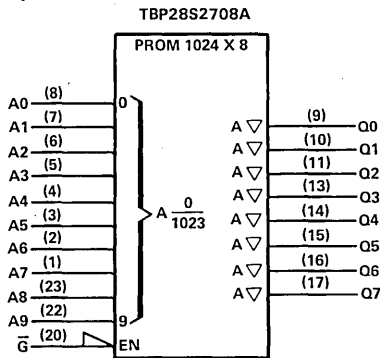 TBP28S2708A
PROM 1024 X 8
A0 (8) 0
A1 (7)
A2 (6)
A3 (5)
A4 (4)
A5 (3)
A6 (2)
A7 (1)
A8 (23)
A9 (22) 9
G̅ (20) EN
A 0
1023
A ▽ (9) Q0
A ▽ (10) Q1
A ▽ (11) Q2
A ▽ (13) Q3
A ▽ (14) Q4
A ▽ (15) Q5
A ▽ (16) Q6
A ▽ (17) Q7